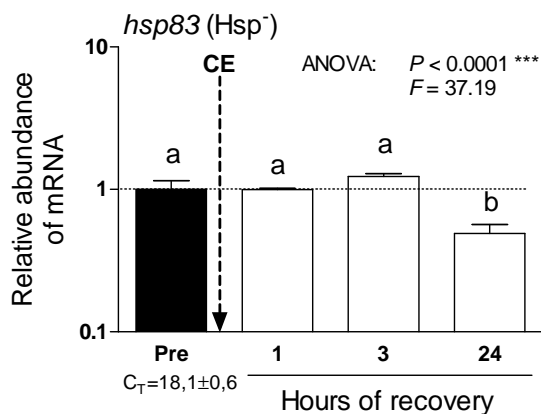 hsp83 (Hsp⁻)
CE
ANOVA: P < 0.0001 ***
F = 37.19
Relative abundance
of mRNA
10
1
0.1
a
a
a
b
Pre
1
3
24
C_T=18,1±0,6
Hours of recovery